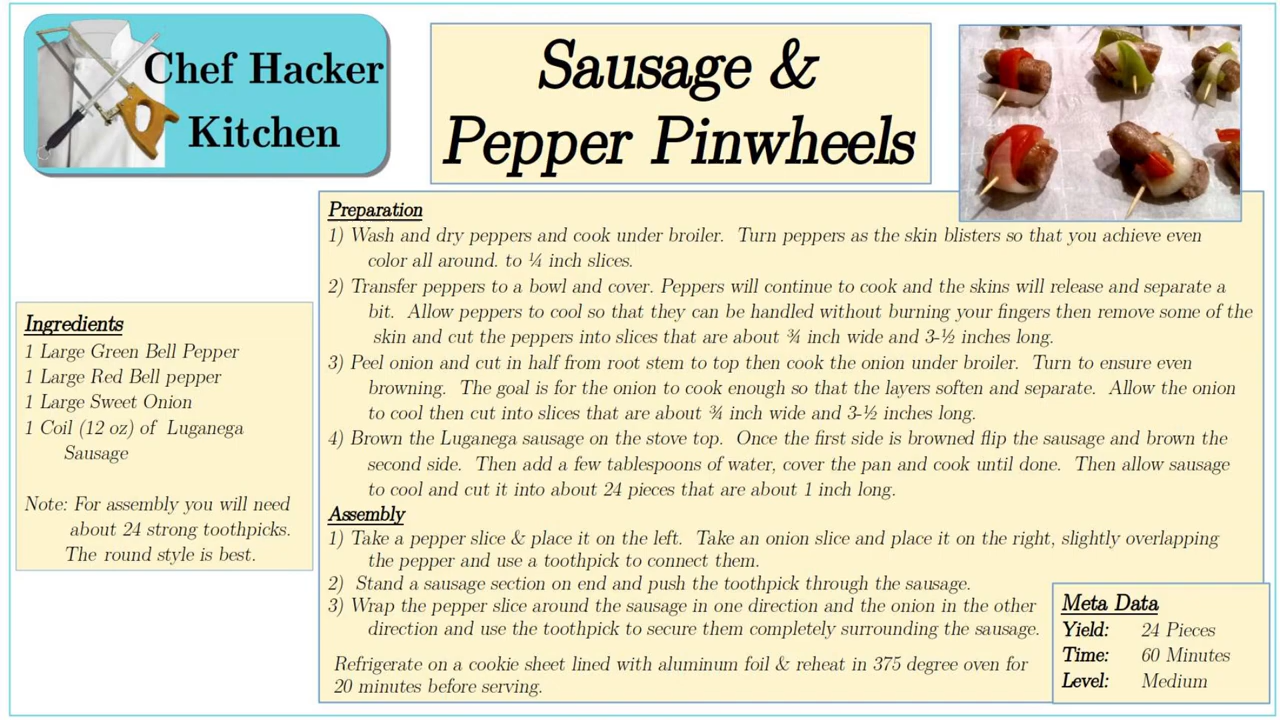 Chef Hacker
Kitchen
Sausage &
Pepper Pinwheels
Ingredients
1 Large Green Bell Pepper
1 Large Red Bell pepper
1 Large Sweet Onion
1 Coil (12 oz) of Luganega
Sausage
Note: For assembly you will need
about 24 strong toothpicks.
The round style is best.
Preparation
1) Wash and dry peppers and cook under broiler. Turn peppers as the skin blisters so that you achieve even
color all around. to ¼ inch slices.
2) Transfer peppers to a bowl and cover. Peppers will continue to cook and the skins will release and separate a
bit. Allow peppers to cool so that they can be handled without burning your fingers then remove some of the
skin and cut the peppers into slices that are about ¾ inch wide and 3-½ inches long.
3) Peel onion and cut in half from root stem to top then cook the onion under broiler. Turn to ensure even
browning. The goal is for the onion to cook enough so that the layers soften and separate. Allow the onion
to cool then cut into slices that are about ¾ inch wide and 3-½ inches long.
4) Brown the Luganega sausage on the stove top. Once the first side is browned flip the sausage and brown the
second side. Then add a few tablespoons of water, cover the pan and cook until done. Then allow sausage
to cool and cut it into about 24 pieces that are about 1 inch long.
Assembly
1) Take a pepper slice & place it on the left. Take an onion slice and place it on the right, slightly overlapping
the pepper and use a toothpick to connect them.
2) Stand a sausage section on end and push the toothpick through the sausage.
3) Wrap the pepper slice around the sausage in one direction and the onion in the other
direction and use the toothpick to secure them completely surrounding the sausage.
Refrigerate on a cookie sheet lined with aluminum foil & reheat in 375 degree oven for
20 minutes before serving.
Meta Data
Yield: 24 Pieces
Time: 60 Minutes
Level: Medium